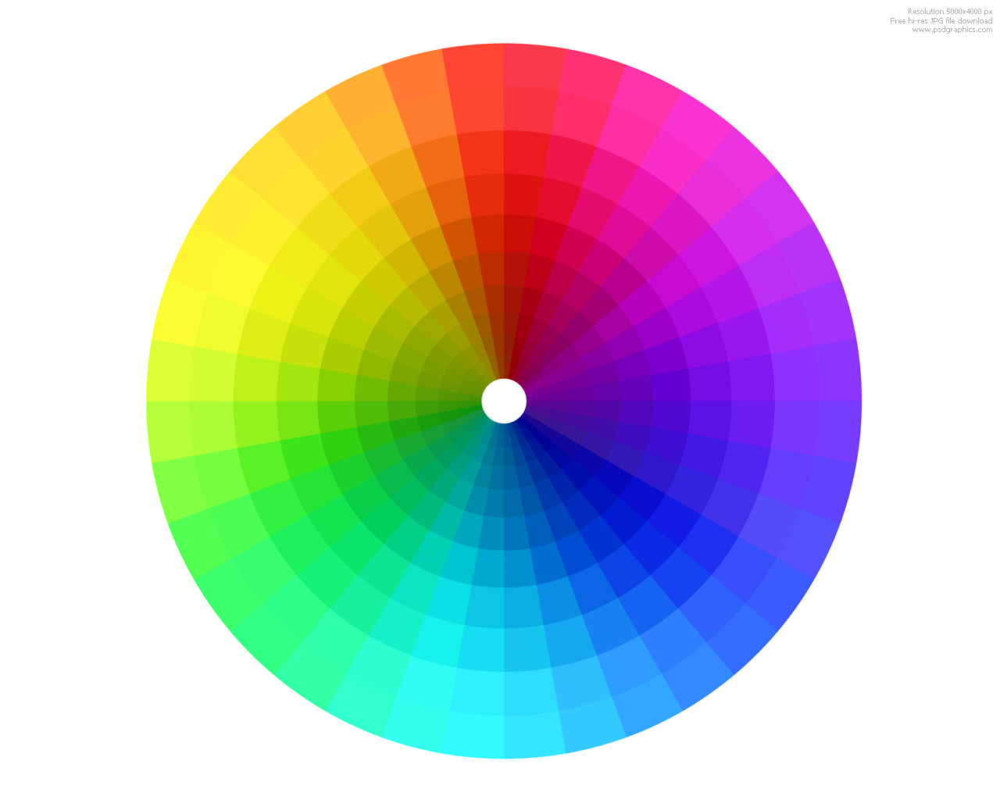 Resolution 5000x4000 px
Free hi-res JPG file download
www.psdgraphics.com